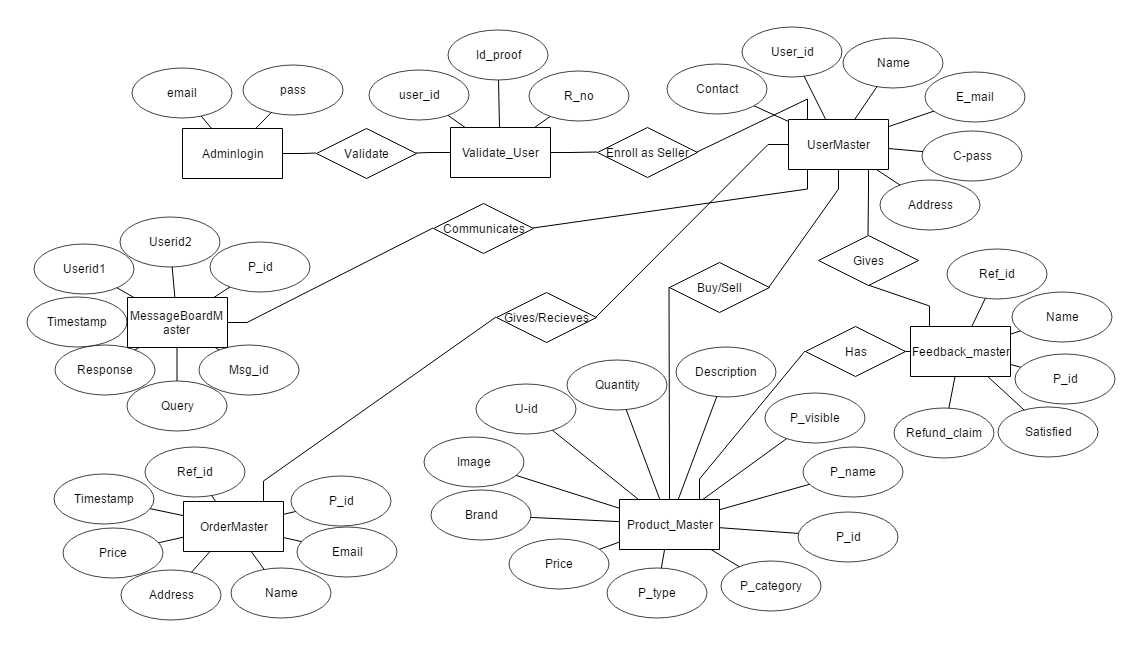 Id_proof
User_id
Name
email
pass
user_id
R_no
Contact
E_mail
Adminlogin
Validate
Validate_User
Enroll as Seller
UserMaster
C-pass
Address
Userid2
Communicates
Userid1
P_id
Gives
Ref_id
Timestamp
MessageBoardM
aster
Buy/Sell
Gives/Recieves
Name
Has
Feedback_master
Response
Msg_id
Quantity
Description
P_id
Query
U-id
P_visible
Refund_claim
Satisfied
Ref_id
Image
P_name
Timestamp
P_id
Brand
OrderMaster
Product_Master
P_id
Price
Email
Price
Address
Name
P_type
P_category